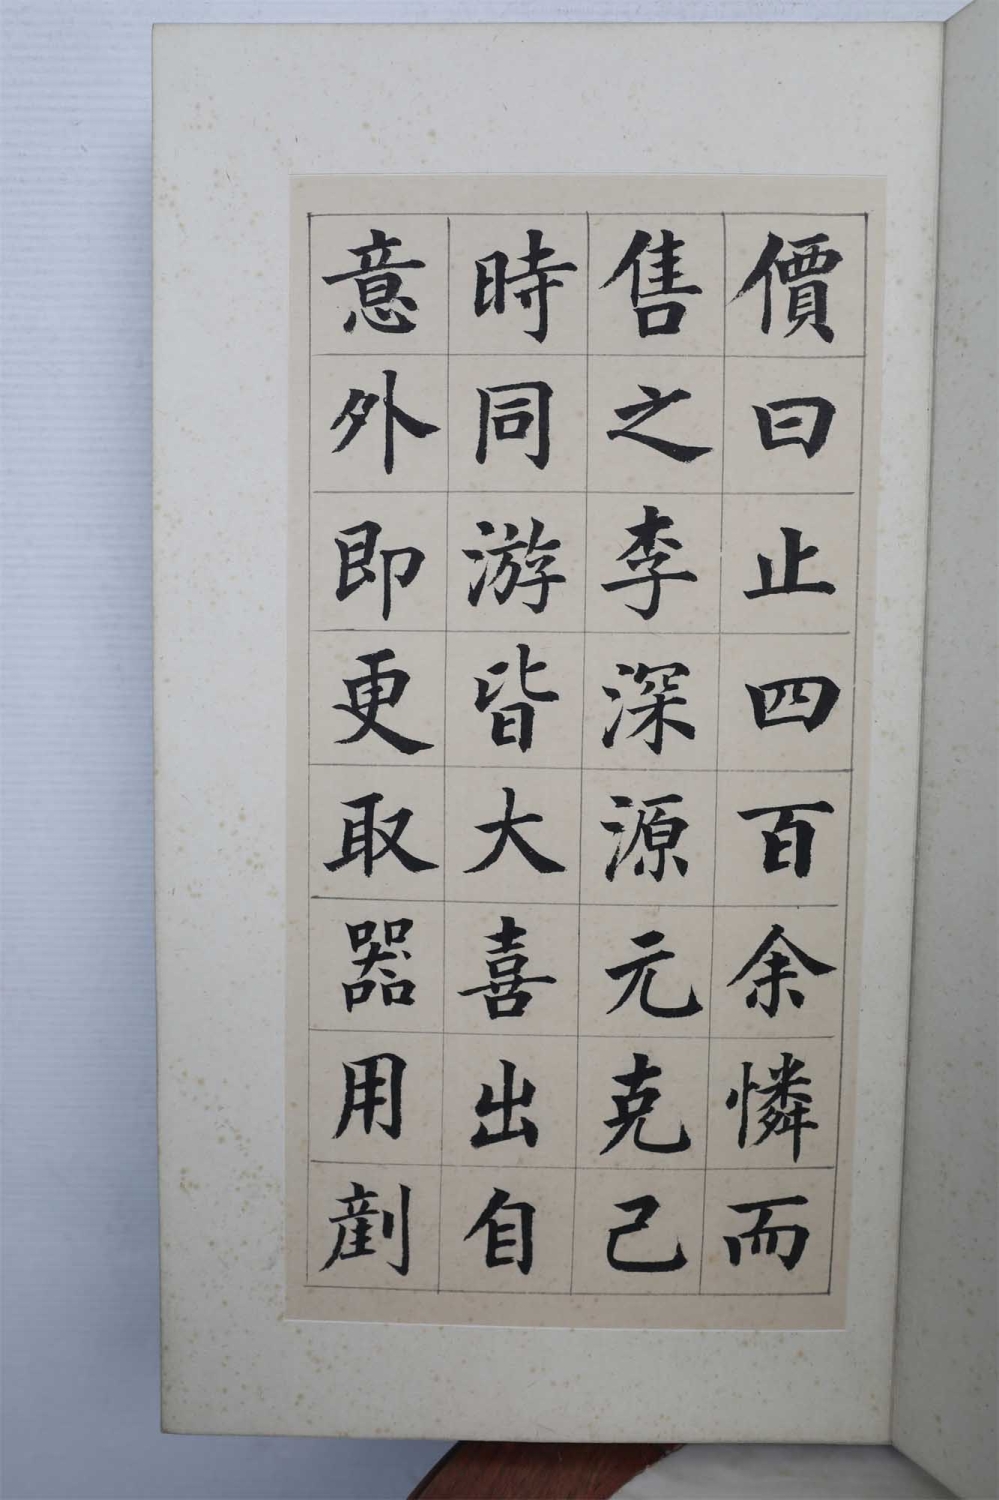 價曰止四百余憐而
售之李深源元克己
時同游皆大喜出自
意外即更取器用剷